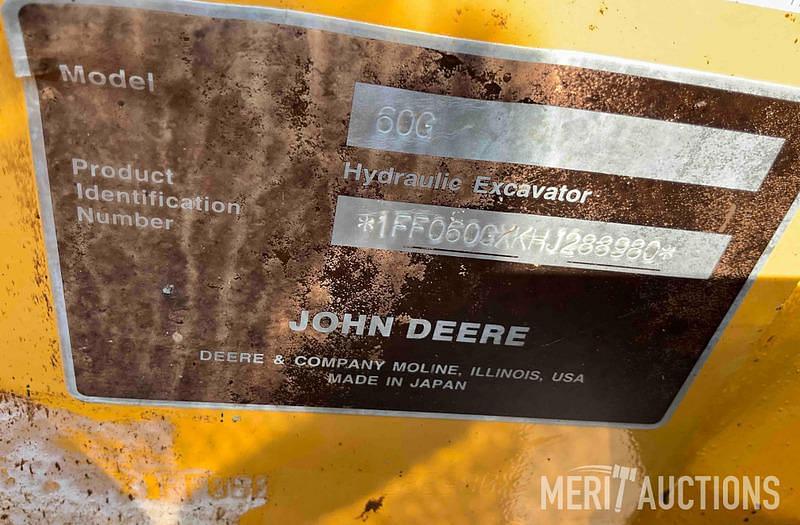 Model
60G
Hydraulic Excavator
Product
Identification
Number
*1FF060GXKHJ288980*
JOHN DEERE
DEERE & COMPANY MOLINE, ILLINOIS, USA
MADE IN JAPAN
MERIT AUCTIONS